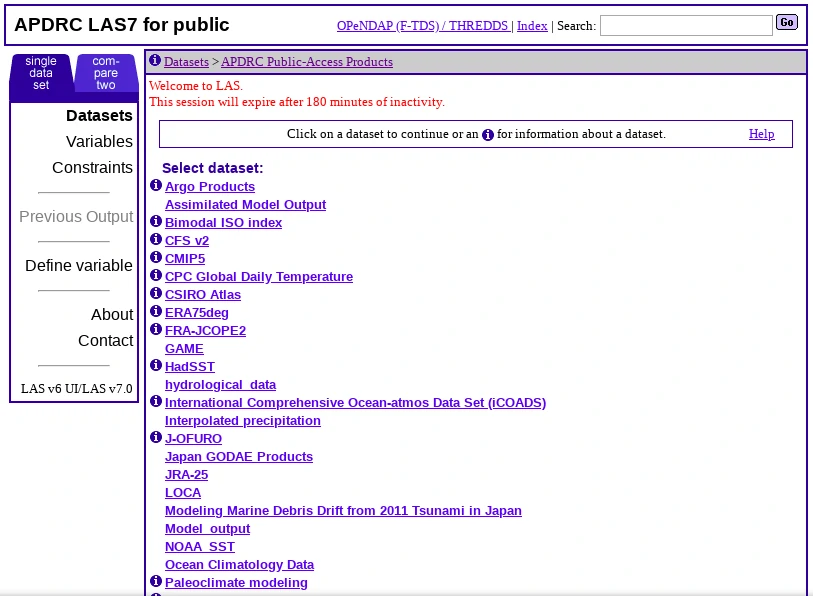 APDRC LAS7 for public
OPeNDAP (F-TDS) / THREDDS | Index | Search: Go
single data set
com-pare two
Datasets
Variables
Constraints
Previous Output
Define variable
About
Contact
LAS v6 UI/LAS v7.0
Datasets > APDRC Public-Access Products
Welcome to LAS.
This session will expire after 180 minutes of inactivity.
Click on a dataset to continue or an i for information about a dataset. Help
Select dataset:
Argo Products
Assimilated Model Output
Bimodal ISO index
CFS v2
CMIP5
CPC Global Daily Temperature
CSIRO Atlas
ERA75deg
FRA-JCOPE2
GAME
HadSST
hydrological_data
International Comprehensive Ocean-atmos Data Set (iCOADS)
Interpolated precipitation
J-OFURO
Japan GODAE Products
JRA-25
LOCA
Modeling Marine Debris Drift from 2011 Tsunami in Japan
Model_output
NOAA_SST
Ocean Climatology Data
Paleoclimate modeling